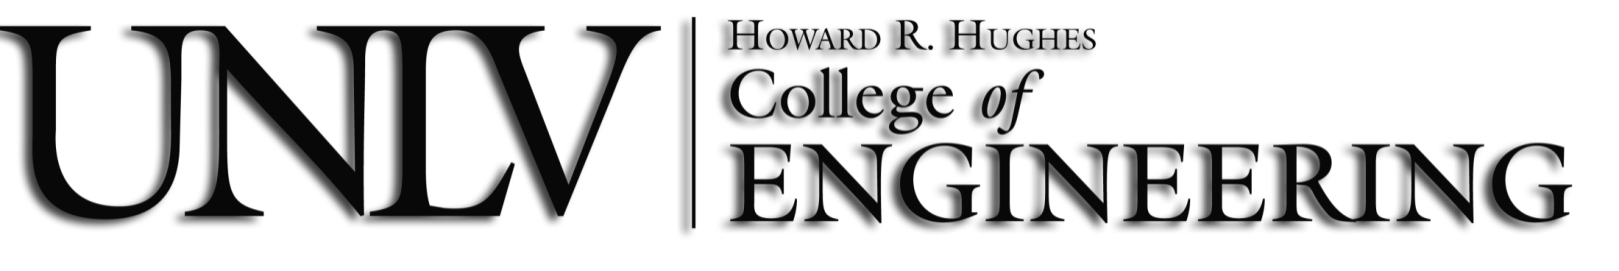 UNLV
HOWARD R. HUGHES
College of
ENGINEERING